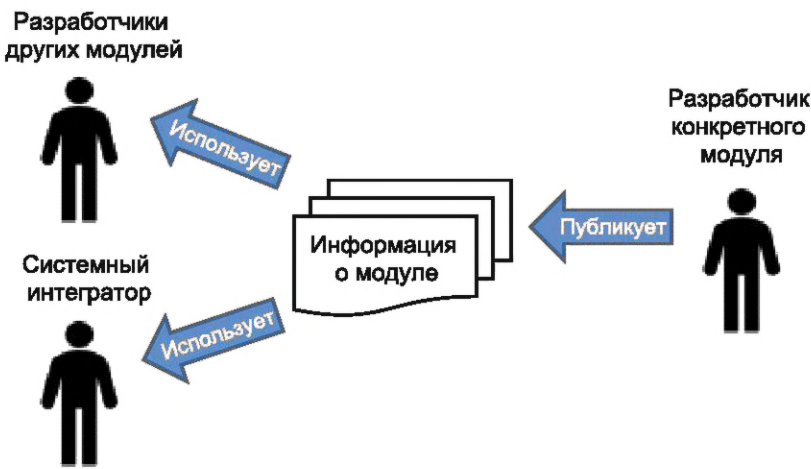 Разработчики
других модулей
Использует
Разработчик
конкретного
модуля
Публикует
Информация
о модуле
Системный
интегратор
Использует